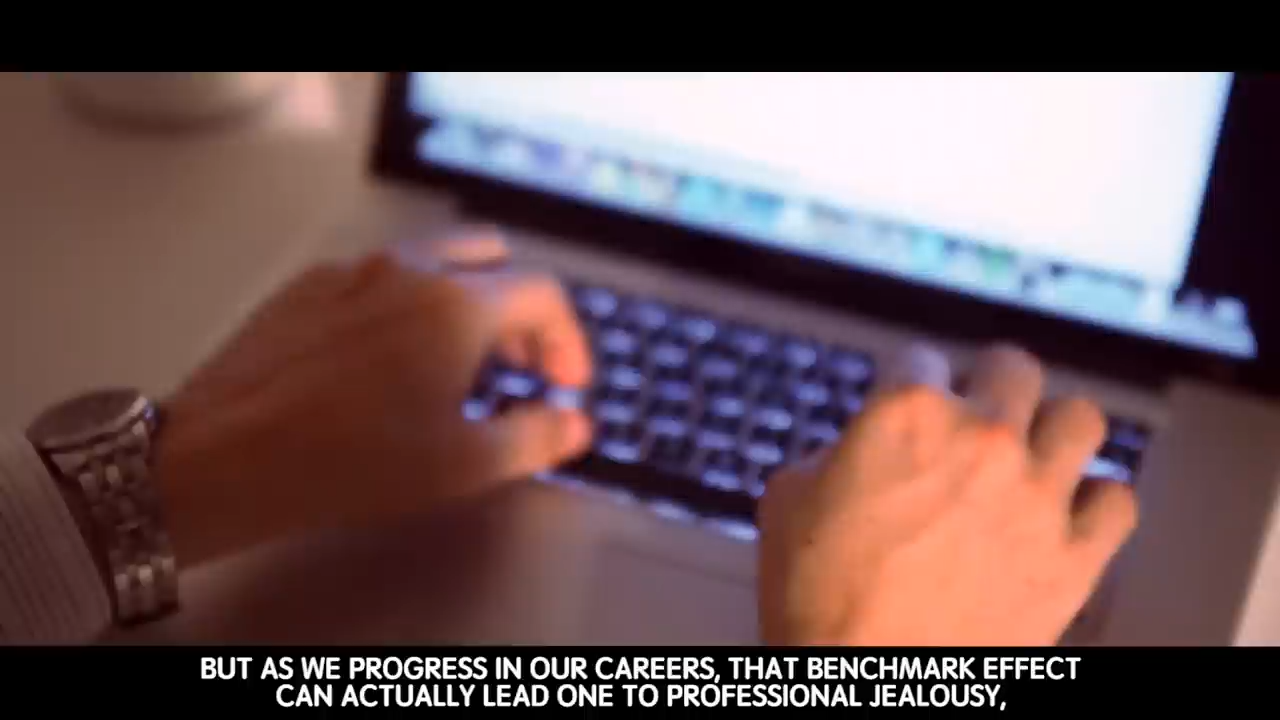 BUT AS WE PROGRESS IN OUR CAREERS, THAT BENCHMARK EFFECT
CAN ACTUALLY LEAD ONE TO PROFESSIONAL JEALOUSY,